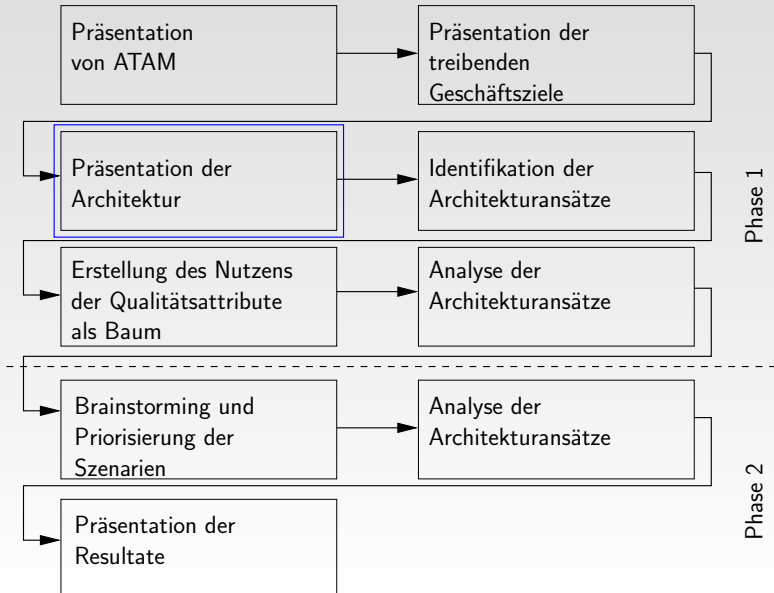 Präsentation
von ATAM
Präsentation der
treibenden
Geschäftsziele
Präsentation der
Architektur
Identifikation der
Architekturansätze
Erstellung des Nutzens
der Qualitätsattribute
als Baum
Analyse der
Architekturansätze
Phase 1
Brainstorming und
Priorisierung der
Szenarien
Analyse der
Architekturansätze
Präsentation der
Resultate
Phase 2